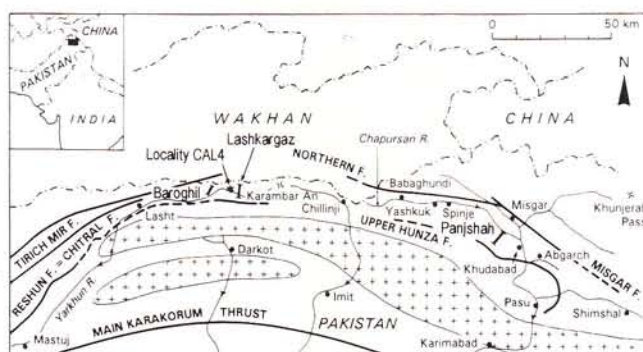 CHINA
PAKISTAN
INDIA
0 50 km
N
WAKHAN
CHINA
Lashkargaz
Locality CAL4
Chapursan R.
NORTHERN F.
Babaghundi
Baroghil
Karambar An
Chillinji
Misgar
Khunjerab
Pass
Lasht
Yashkuk
Spinje
Panjshah
UPPER HUNZA F.
TIRICH MIR F.
RESHUN F. = CHITRAL F.
Darkot
Khudabad
Abgarch
MISGAR F.
Yarkhun R.
Imit
Pasu
Shimshal
Mastuj
MAIN KARAKORUM THRUST
PAKISTAN
Karimabad